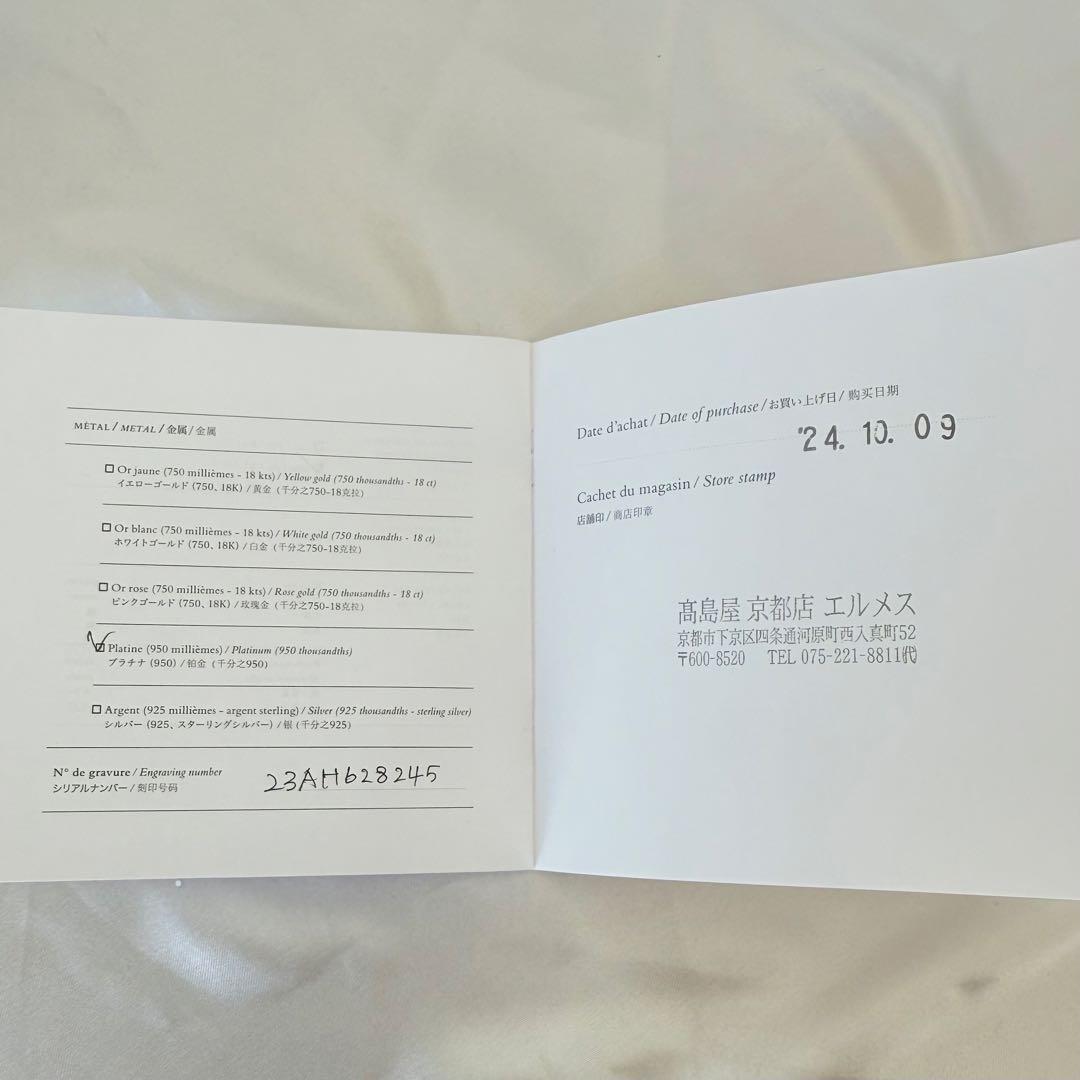 MÉTAL / METAL / 金属 / 金属
Or jaune (750 millièmes - 18 kts) / Yellow gold (750 thousandths - 18 ct)
イエローゴールド (750、18K) / 黄金 (千分之750-18克拉)
Or blanc (750 millièmes - 18 kts) / White gold (750 thousandths - 18 ct)
ホワイトゴールド (750、18K) / 白金 (千分之750-18克拉)
Or rose (750 millièmes - 18 kts) / Rose gold (750 thousandths - 18 ct)
ピンクゴールド (750、18K) / 玫瑰金 (千分之750-18克拉)
Platine (950 millièmes) / Platinum (950 thousandths)
プラチナ (950) / 铂金 (千分之950)
Argent (925 millièmes - argent sterling) / Silver (925 thousandths - sterling silver)
シルバー (925、スターリングシルバー) / 银 (千分之925)
N° de gravure / Engraving number
シリアルナンバー / 刻印号码
23AH628245
Date d'achat / Date of purchase / お買い上げ日 / 购买日期
'24. 10. 09
Cachet du magasin / Store stamp
店舗印 / 商店印章
髙島屋 京都店 エルメス
京都市下京区四条通河原町西入真町52
〒600-8520 TEL 075-221-8811㈹